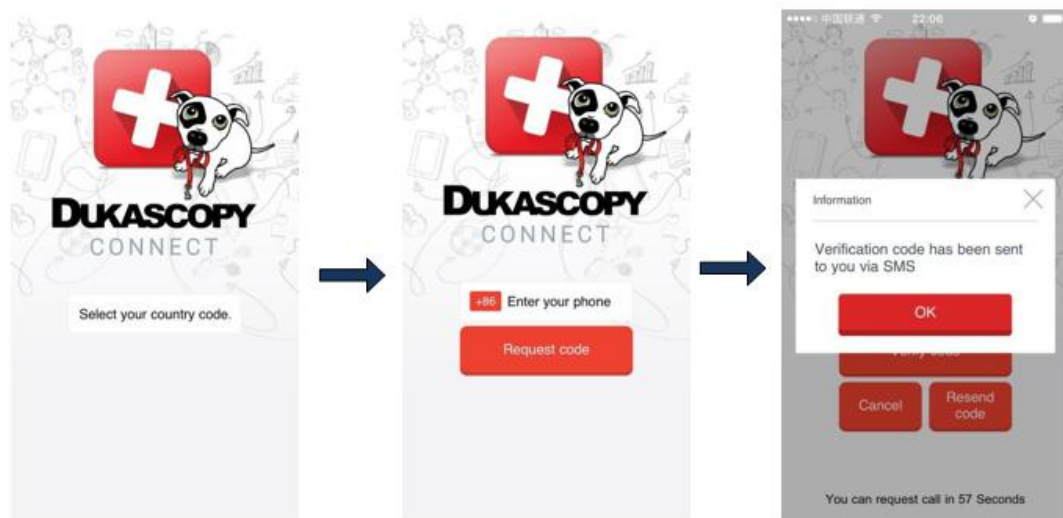 DUKASCOPY
CONNECT
Select your country code.
DUKASCOPY
CONNECT
+86 Enter your phone
Request code
中国联通 22:06
Information
Verification code has been sent
to you via SMS
OK
Cancel
Resend
code
You can request call in 57 Seconds